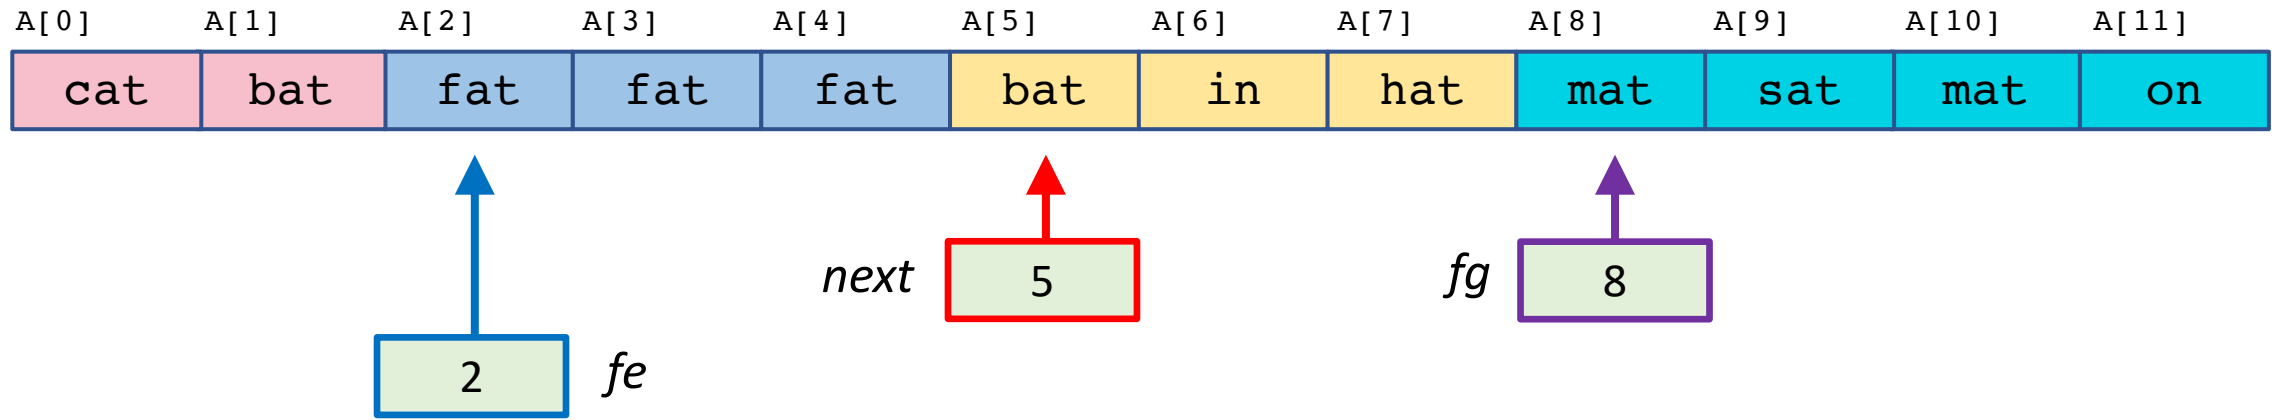 A[0] A[1] A[2] A[3] A[4] A[5] A[6] A[7] A[8] A[9] A[10] A[11]
cat bat fat fat fat bat in hat mat sat mat on
next 5 fg 8
2 fe